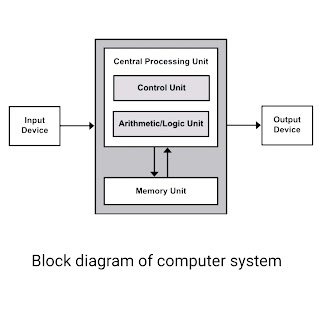 Central Processing Unit
Control Unit
Input
Device
Arithmetic/Logic Unit
Output
Device
Memory Unit
Block diagram of computer system